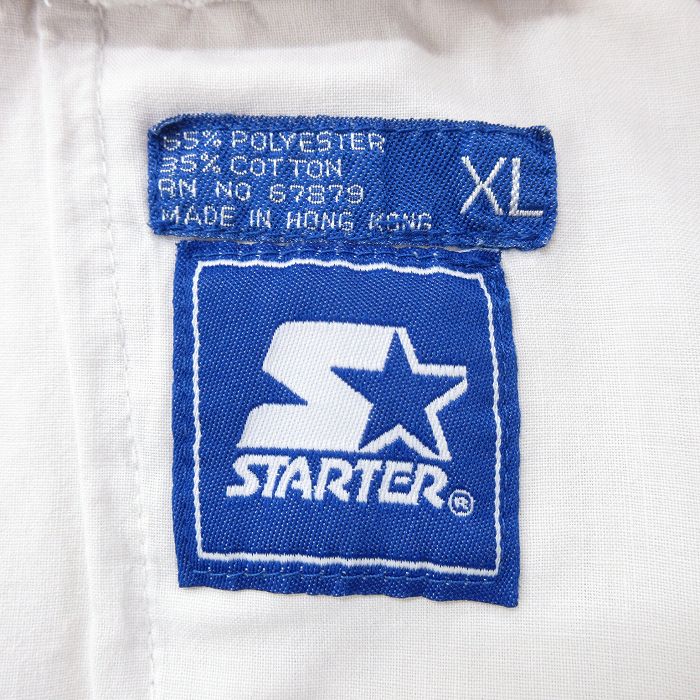 65% POLYESTER
35% COTTON
RN NO 67879
MADE IN HONG KONG
XL
STARTER®